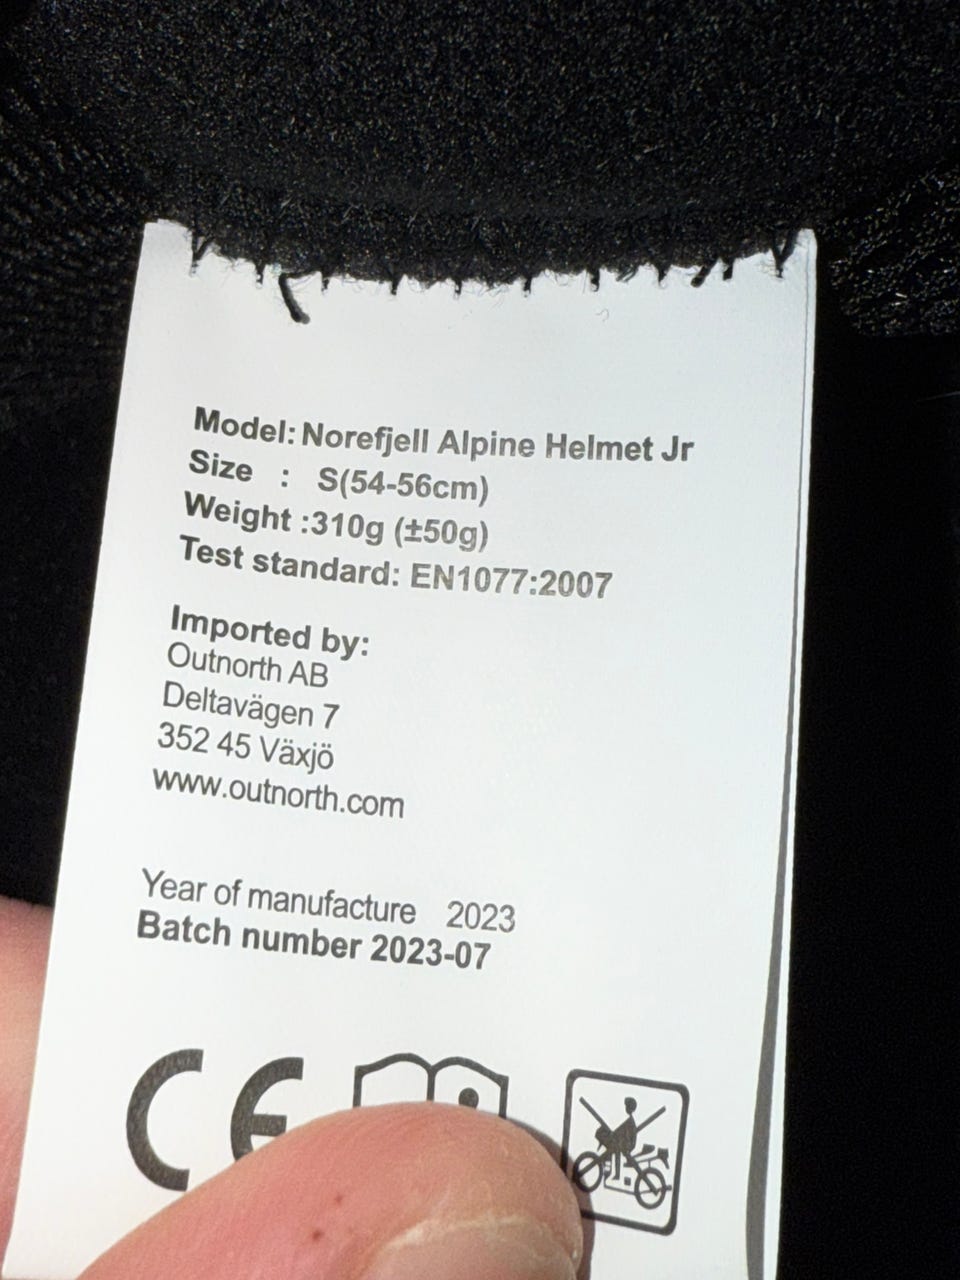 Model: Norefjell Alpine Helmet Jr
Size : S(54-56cm)
Weight :310g (±50g)
Test standard: EN1077:2007
Imported by:
Outnorth AB
Deltavägen 7
352 45 Växjö
www.outnorth.com
Year of manufacture 2023
Batch number 2023-07
CE